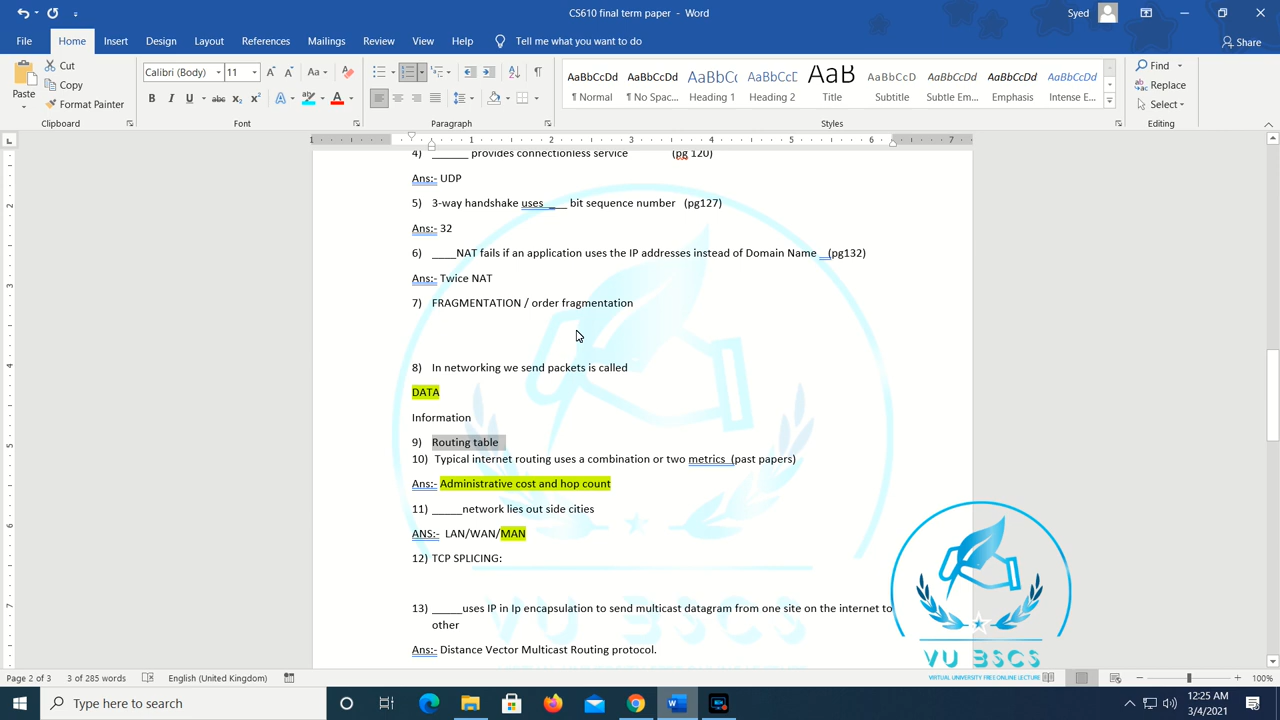 CS610 final term paper - Word
Syed
File Home Insert Design Layout References Mailings Review View Help Tell me what you want to do
Share
Paste
Cut
Copy
Format Painter
Clipboard
Calibri (Body) 11
Font
Paragraph
AaBbCcDd AaBbCcDd AaBbCc AaBbCcC AaB AaBbCcD AaBbCcDd AaBbCcDd AaBbCcDd
¶ Normal ¶ No Spac... Heading 1 Heading 2 Title Subtitle Subtle Em... Emphasis Intense E...
Styles
Find
Replace
Select
Editing
4) ______ provides connectionless service (pg 120)
Ans:- UDP
5) 3-way handshake uses ____ bit sequence number (pg127)
Ans:- 32
6) ____NAT fails if an application uses the IP addresses instead of Domain Name _(pg132)
Ans:- Twice NAT
7) FRAGMENTATION / order fragmentation
8) In networking we send packets is called
DATA
Information
9) Routing table
10) Typical internet routing uses a combination or two metrics (past papers)
Ans:- Administrative cost and hop count
11) _____network lies out side cities
ANS:- LAN/WAN/MAN
12) TCP SPLICING:
13) _____uses IP in Ip encapsulation to send multicast datagram from one site on the internet to
other
Ans:- Distance Vector Multicast Routing protocol.
VU BSCS
VIRTUAL UNIVERSITY FREE ONLINE LECTURE
Page 2 of 3 3 of 285 words English (United Kingdom) 100%
Type here to search
12:25 AM
3/4/2021